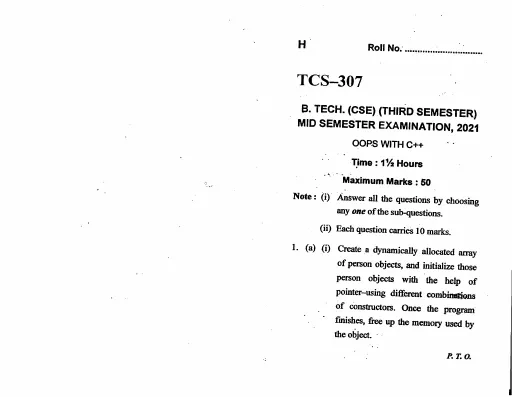 H
Roll No. ..............................
TCS–307
B. TECH. (CSE) (THIRD SEMESTER)
MID SEMESTER EXAMINATION, 2021
OOPS WITH C++
Time : 1½ Hours
Maximum Marks : 50
Note : (i) Answer all the questions by choosing
any one of the sub-questions.
(ii) Each question carries 10 marks.
1. (a) (i) Create a dynamically allocated array
of person objects, and initialize those
person objects with the help of
pointer–using different combinations
of constructors. Once the program
finishes, free up the memory used by
the object.
P. T. O.